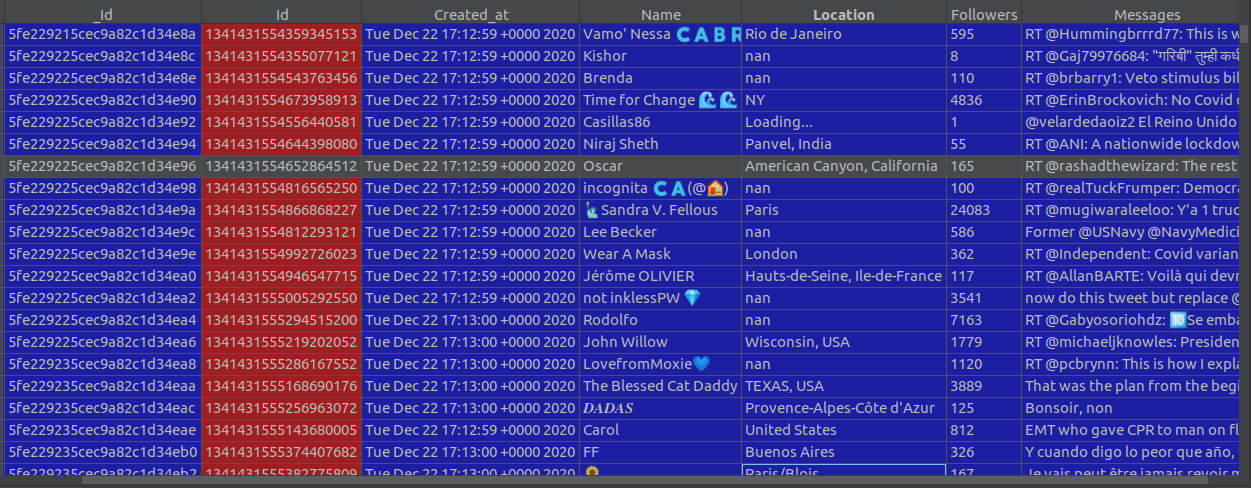 _Id Id Created_at Name Location Followers Messages
5fe229215cec9a82c1d34e8a 1341431554359345153 Tue Dec 22 17:12:59 +0000 2020 Vamo' Nessa 🇨 🇦 🇧 🇷 Rio de Janeiro 595 RT @Hummingbrrrd77: This is w
5fe229225cec9a82c1d34e8c 1341431554355077121 Tue Dec 22 17:12:59 +0000 2020 Kishor nan 8 RT @Gaj79976684: "गरिबी" तुम्ही कधी
5fe229225cec9a82c1d34e8e 1341431554543763456 Tue Dec 22 17:12:59 +0000 2020 Brenda nan 110 RT @brbarry1: Veto stimulus bil
5fe229225cec9a82c1d34e90 1341431554673958913 Tue Dec 22 17:12:59 +0000 2020 Time for Change 🌊 🌊 NY 4836 RT @ErinBrockovich: No Covid
5fe229225cec9a82c1d34e92 1341431554556440581 Tue Dec 22 17:12:59 +0000 2020 Casillas86 Loading... 1 @velardedaoiz2 El Reino Unido
5fe229225cec9a82c1d34e94 1341431554644398080 Tue Dec 22 17:12:59 +0000 2020 Niraj Sheth Panvel, India 55 RT @ANI: A nationwide lockdow
5fe229225cec9a82c1d34e96 1341431554652864512 Tue Dec 22 17:12:59 +0000 2020 Oscar American Canyon, California 165 RT @rashadthewizard: The rest
5fe229225cec9a82c1d34e98 1341431554816565250 Tue Dec 22 17:12:59 +0000 2020 incognita 🇨 🇦 (@🏠) nan 100 RT @realTuckFrumper: Democra
5fe229225cec9a82c1d34e9a 1341431554866868227 Tue Dec 22 17:12:59 +0000 2020 🗽Sandra V. Fellous Paris 24083 RT @mugiwaraleeloo: Y'a 1 truc
5fe229225cec9a82c1d34e9c 1341431554812293121 Tue Dec 22 17:12:59 +0000 2020 Lee Becker nan 586 Former @USNavy @NavyMedici
5fe229225cec9a82c1d34e9e 1341431554992726023 Tue Dec 22 17:12:59 +0000 2020 Wear A Mask London 362 RT @Independent: Covid varian
5fe229225cec9a82c1d34ea0 1341431554946547715 Tue Dec 22 17:12:59 +0000 2020 Jérôme OLIVIER Hauts-de-Seine, Ile-de-France 117 RT @AllanBARTE: Voilà qui devr
5fe229225cec9a82c1d34ea2 1341431555005292550 Tue Dec 22 17:12:59 +0000 2020 not inklessPW 💎 nan 3541 now do this tweet but replace @
5fe229225cec9a82c1d34ea4 1341431555294515200 Tue Dec 22 17:13:00 +0000 2020 Rodolfo nan 7163 RT @Gabyosoriohdz: 🔟Se emba
5fe229225cec9a82c1d34ea6 1341431555219202052 Tue Dec 22 17:13:00 +0000 2020 John Willow Wisconsin, USA 1779 RT @michaeljknowles: Presiden
5fe229235cec9a82c1d34ea8 1341431555286167552 Tue Dec 22 17:13:00 +0000 2020 LovefromMoxie💙 nan 1120 RT @pcbrynn: This is how I expla
5fe229235cec9a82c1d34eaa 1341431555168690176 Tue Dec 22 17:13:00 +0000 2020 The Blessed Cat Daddy TEXAS, USA 3889 That was the plan from the begi
5fe229235cec9a82c1d34eac 1341431555256963072 Tue Dec 22 17:13:00 +0000 2020 𝑫𝑨𝑫𝑨𝑺 Provence-Alpes-Côte d'Azur 125 Bonsoir, non
5fe229235cec9a82c1d34eae 1341431555143680005 Tue Dec 22 17:13:00 +0000 2020 Carol United States 812 EMT who gave CPR to man on fl
5fe229235cec9a82c1d34eb0 1341431555374407682 Tue Dec 22 17:13:00 +0000 2020 FF Buenos Aires 326 Y cuando digo lo peor que año,
5fe229235cec9a82c1d34eb2 1341431555382775809 Tue Dec 22 17:13:00 +0000 2020 🌻 Paris/Blois 167 Je vais peut être jamais revoir m